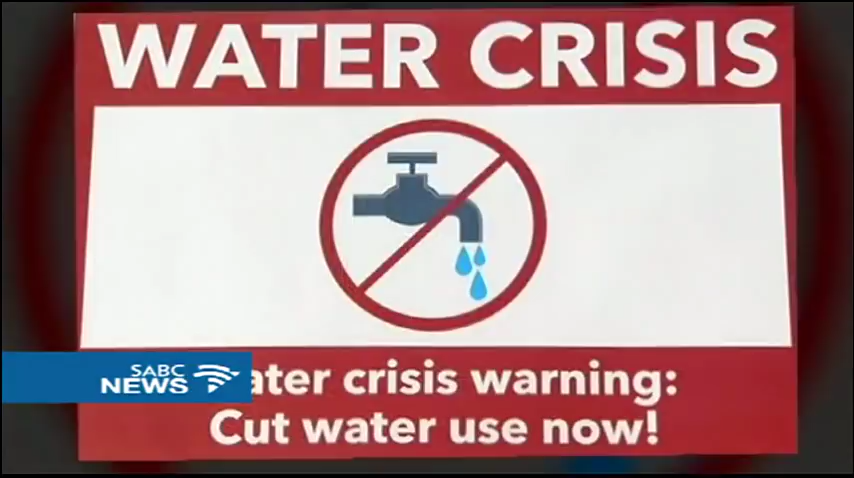 WATER CRISIS
SABC
NEWS
ater crisis warning:
Cut water use now!